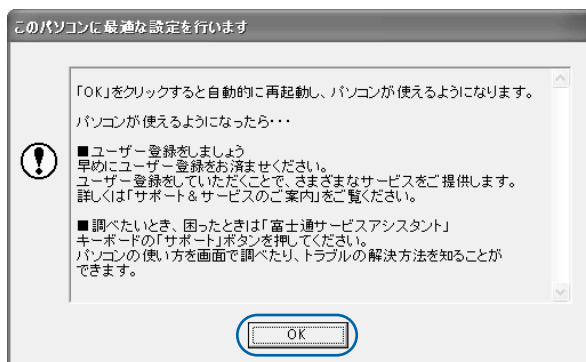 このパソコンに最適な設定を行います
「OK」をクリックすると自動的に再起動し、パソコンが使えるようになります。
パソコンが使えるようになったら・・・
■ユーザー登録をしましょう
早めにユーザー登録をお済ませください。
ユーザー登録をしていただくことで、さまざまなサービスをご提供します。
詳しくは「サポート&サービスのご案内」をご覧ください。
■調べたいとき、困ったときは「富士通サービスアシスタント」
キーボードの「サポート」ボタンを押してください。
パソコンの使い方を画面で調べたり、トラブルの解決方法を知ることが
できます。
OK